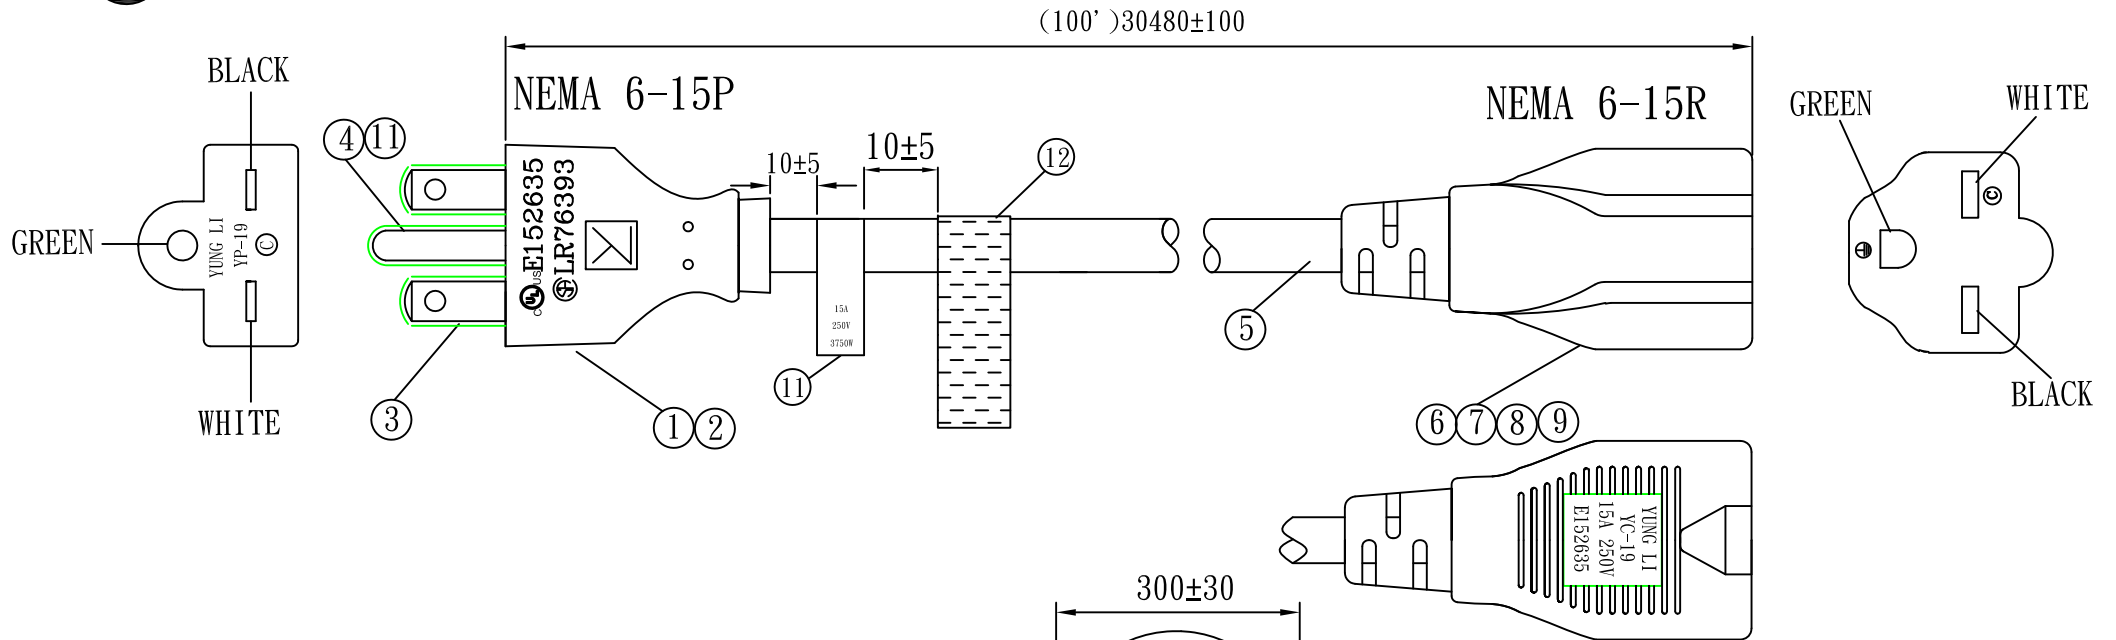 (100')30480±100
NEMA 6-15P
NEMA 6-15R
BLACK
GREEN
WHITE
YUNG LI
YP-19
C
4
11
3
1
2
E152635
LR76393
C
UL
US
10±5
10±5
12
15A
250V
3750W
11
5
6
7
8
9
GREEN
WHITE
C
BLACK
YUNG LI
YC-19
15A 250V
E152635
300±30